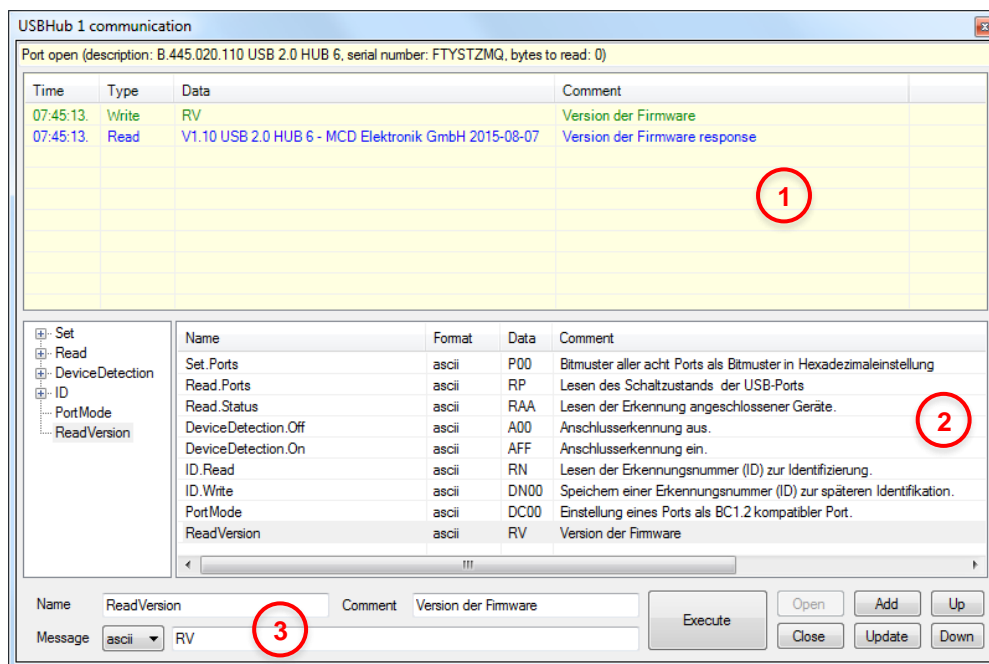 USBHub 1 communication
Port open (description: B.445.020.110 USB 2.0 HUB 6, serial number: FTYSTZMQ, bytes to read: 0)
Time Type Data Comment
07:45:13. Write RV Version der Firmware
07:45:13. Read V1.10 USB 2.0 HUB 6 - MCD Elektronik GmbH 2015-08-07 Version der Firmware response
1
Set
Read
DeviceDetection
ID
PortMode
ReadVersion
Name Format Data Comment
Set.Ports ascii P00 Bitmuster aller acht Ports als Bitmuster in Hexadezimaleinstellung
Read.Ports ascii RP Lesen des Schaltzustands der USB-Ports
Read.Status ascii RAA Lesen der Erkennung angeschlossener Geräte.
DeviceDetection.Off ascii A00 Anschlusserkennung aus.
DeviceDetection.On ascii AFF Anschlusserkennung ein.
ID.Read ascii RN Lesen der Erkennungsnummer (ID) zur Identifizierung.
ID.Write ascii DN00 Speichern einer Erkennungsnummer (ID) zur späteren Identifikation.
PortMode ascii DC00 Einstellung eines Ports als BC1.2 kompatibler Port.
ReadVersion ascii RV Version der Firmware
2
Name ReadVersion Comment Version der Firmware
Message ascii RV
3
Execute
Open Add Up
Close Update Down